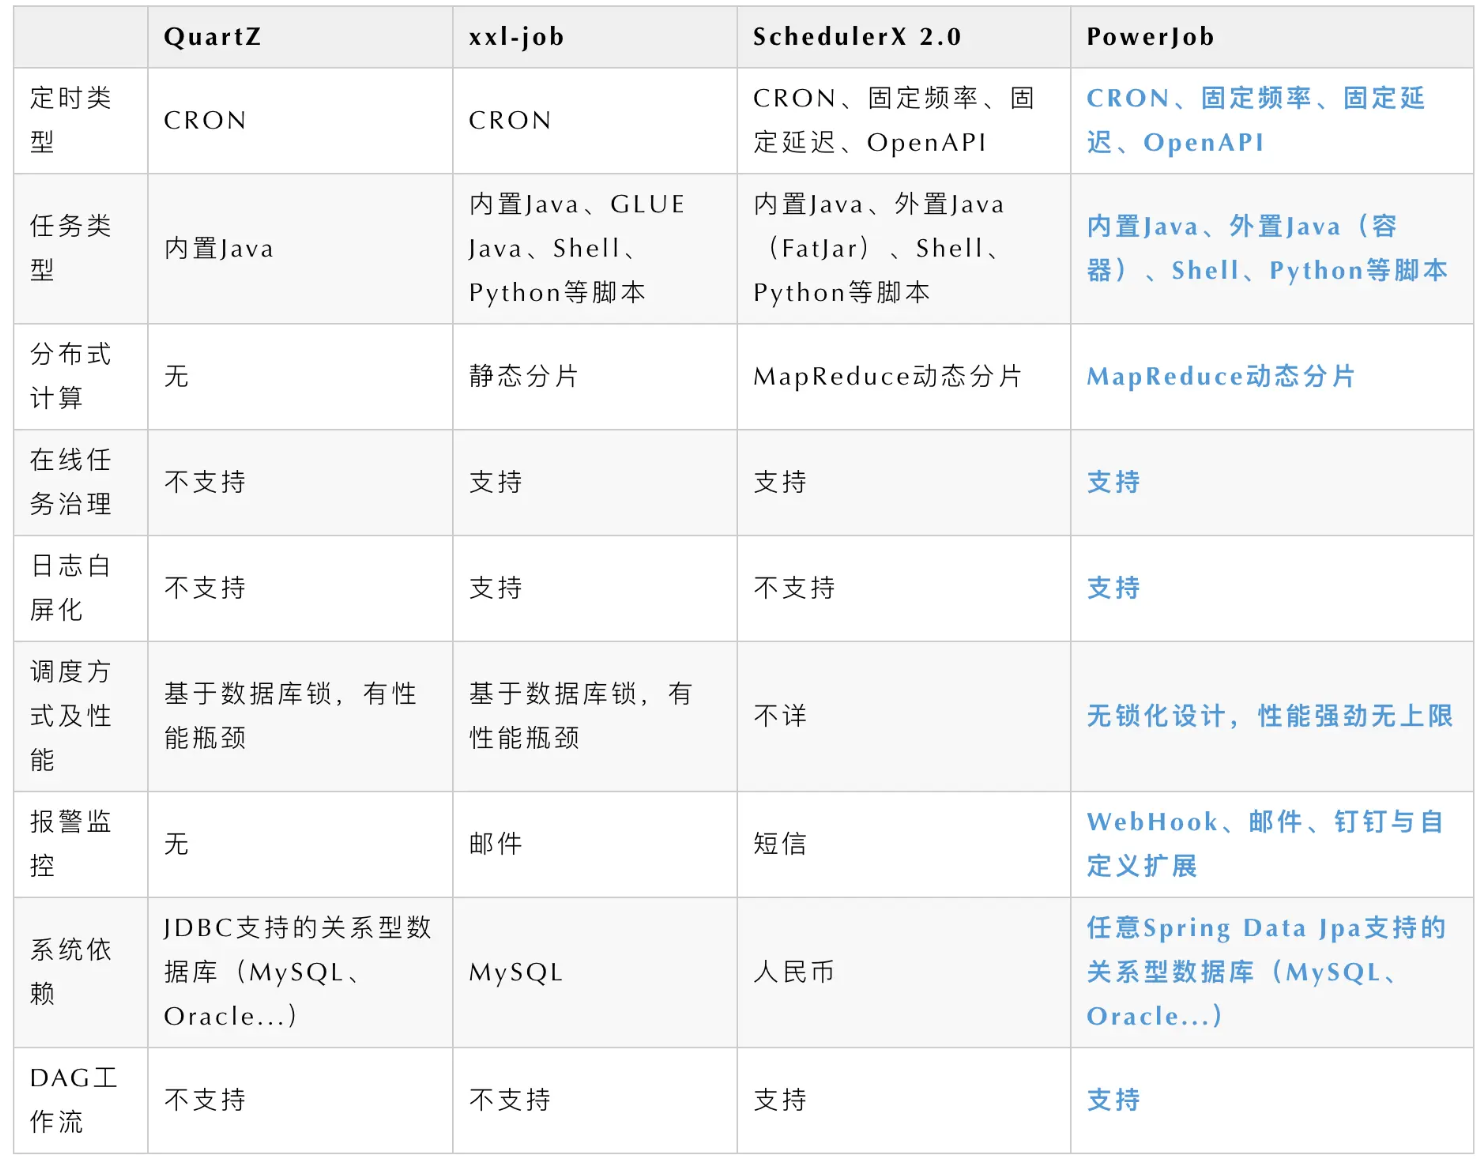 QuartZ xxl-job SchedulerX 2.0 PowerJob
定时类
型
CRON
CRON
CRON、固定频率、固
定延迟、OpenAPI
CRON、固定频率、固定延
迟、OpenAPI
任务类
型
内置Java
内置Java、GLUE
Java、Shell、
Python等脚本
内置Java、外置Java
（FatJar）、Shell、
Python等脚本
内置Java、外置Java（容
器）、Shell、Python等脚本
分布式
计算
无
静态分片
MapReduce动态分片
MapReduce动态分片
在线任
务治理
不支持
支持
支持
支持
日志白
屏化
不支持
支持
不支持
支持
调度方
式及性
能
基于数据库锁，有性
能瓶颈
基于数据库锁，有
性能瓶颈
不详
无锁化设计，性能强劲无上限
报警监
控
无
邮件
短信
WebHook、邮件、钉钉与自
定义扩展
系统依
赖
JDBC支持的关系型数
据库（MySQL、
Oracle...）
MySQL
人民币
任意Spring Data Jpa支持的
关系型数据库（MySQL、
Oracle...）
DAG工
作流
不支持
不支持
支持
支持